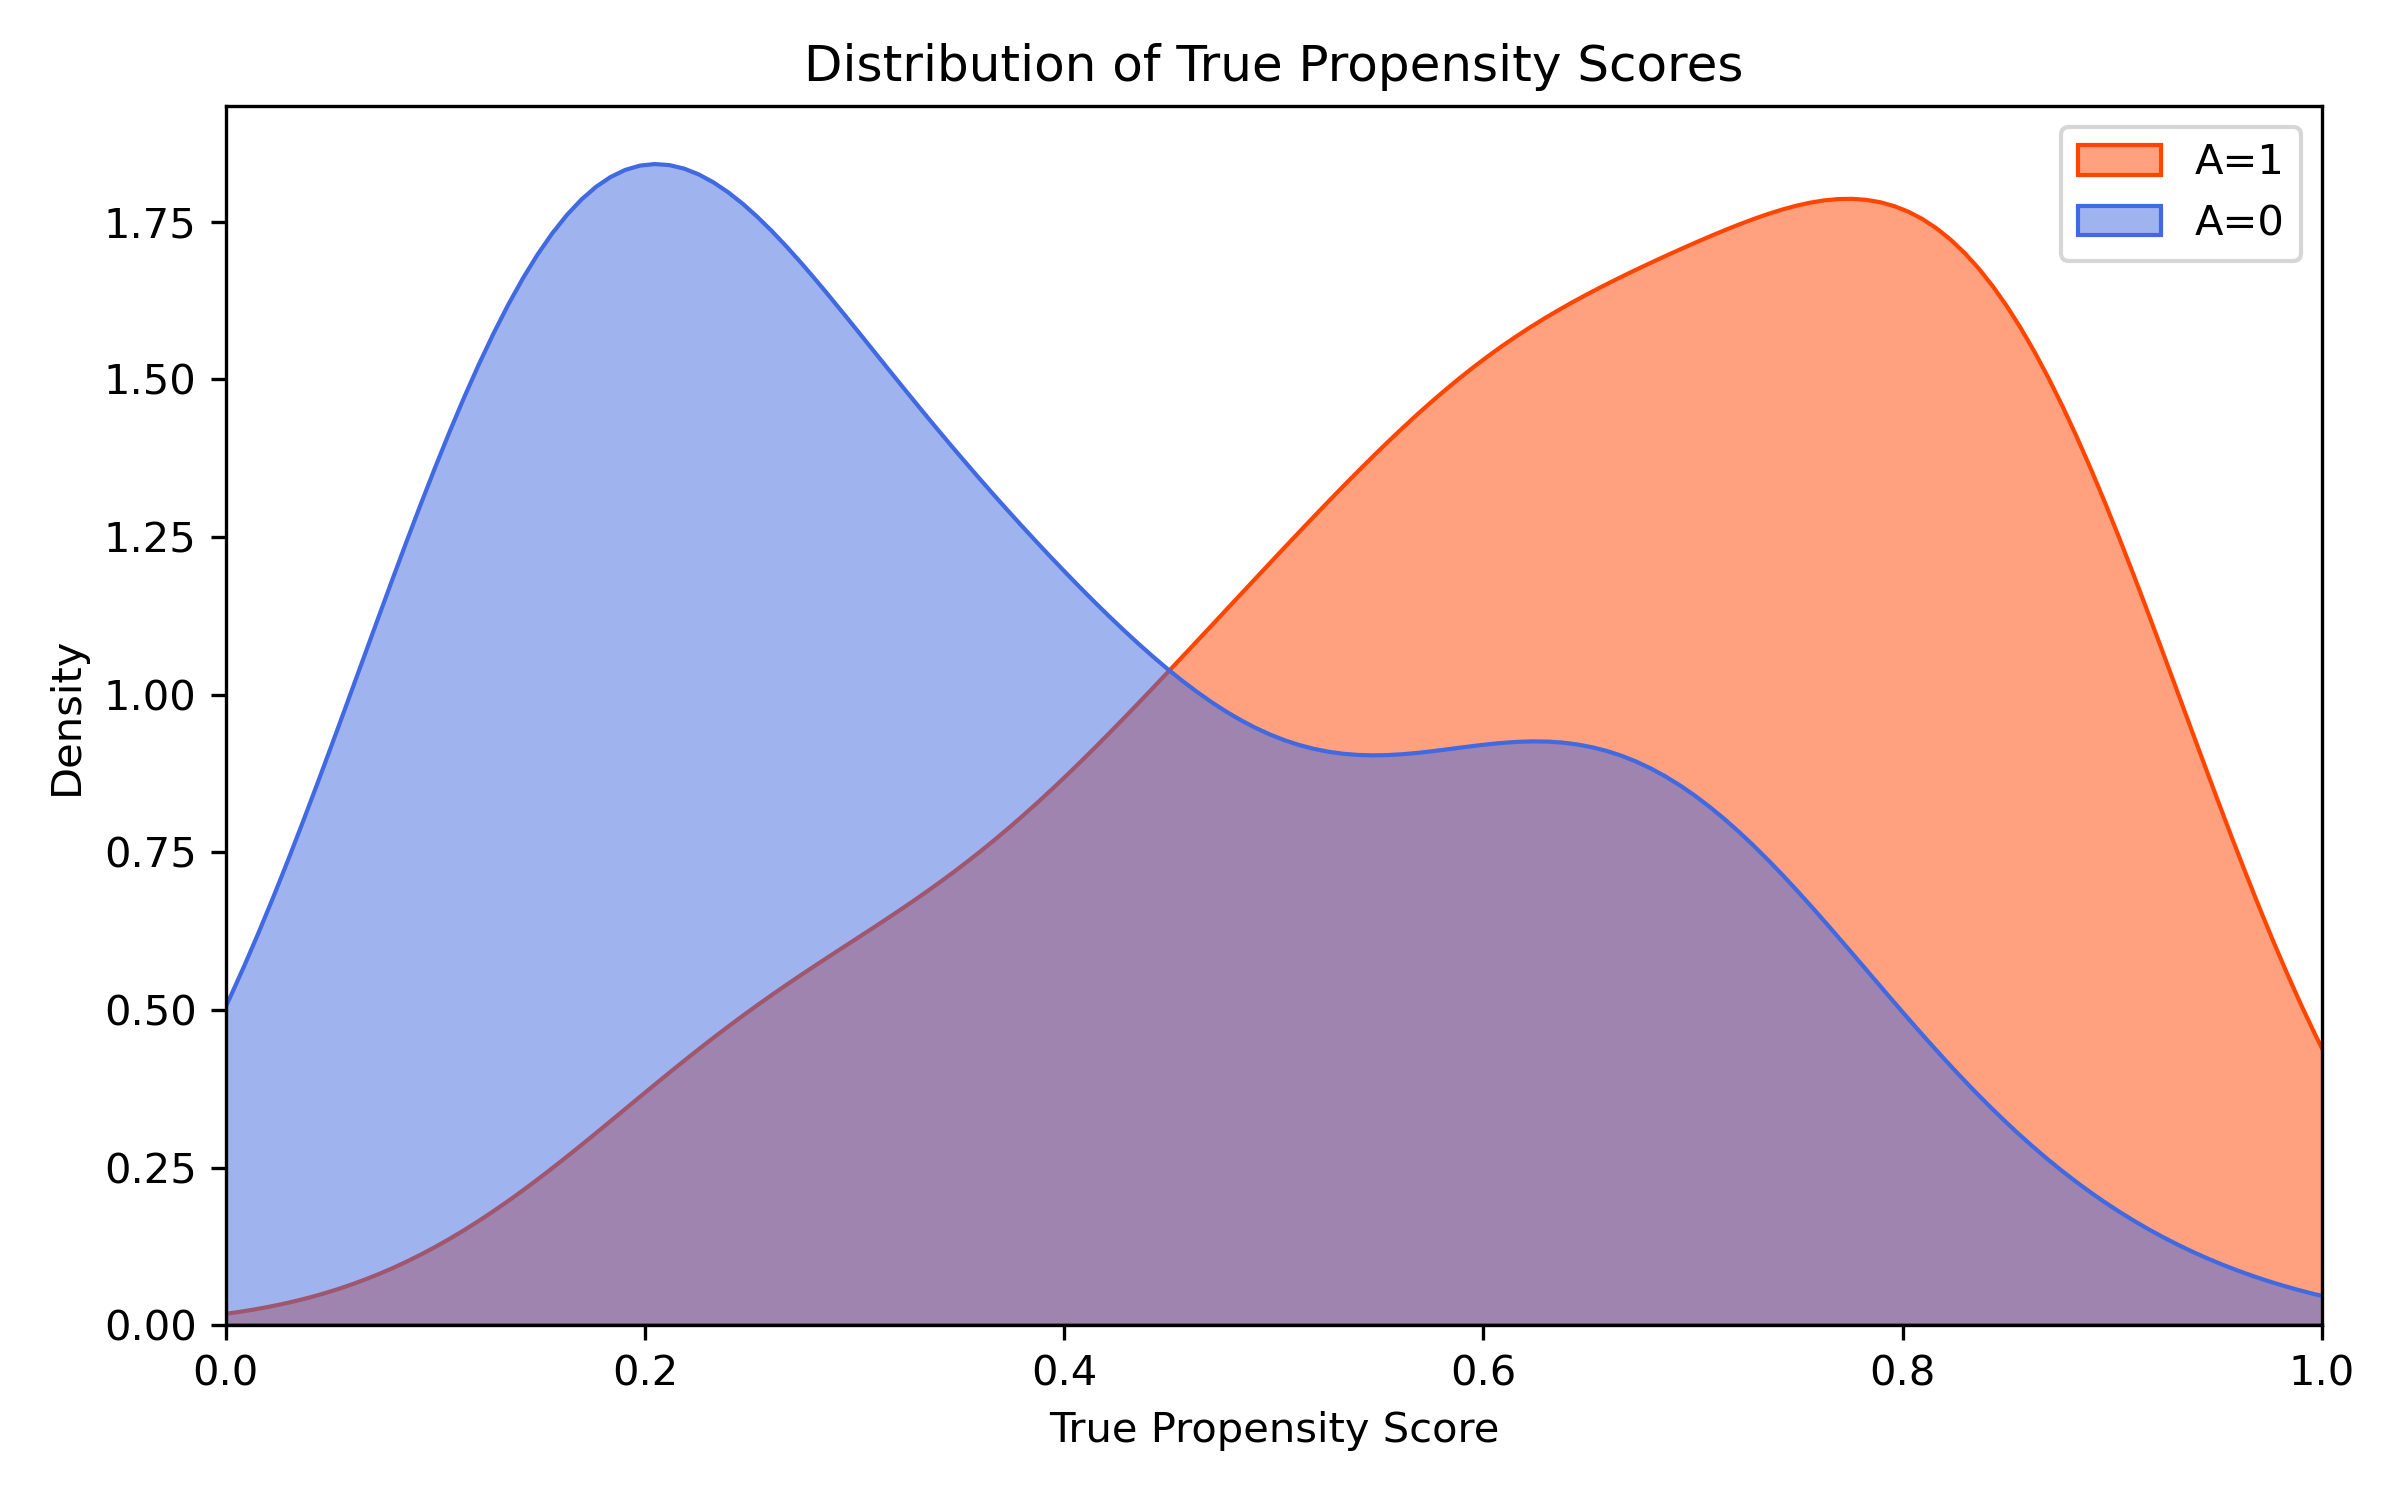 Distribution of True Propensity Scores
A=1
A=0
Density
1.75
1.50
1.25
1.00
0.75
0.50
0.25
0.00
0.0 0.2 0.4 0.6 0.8 1.0
True Propensity Score